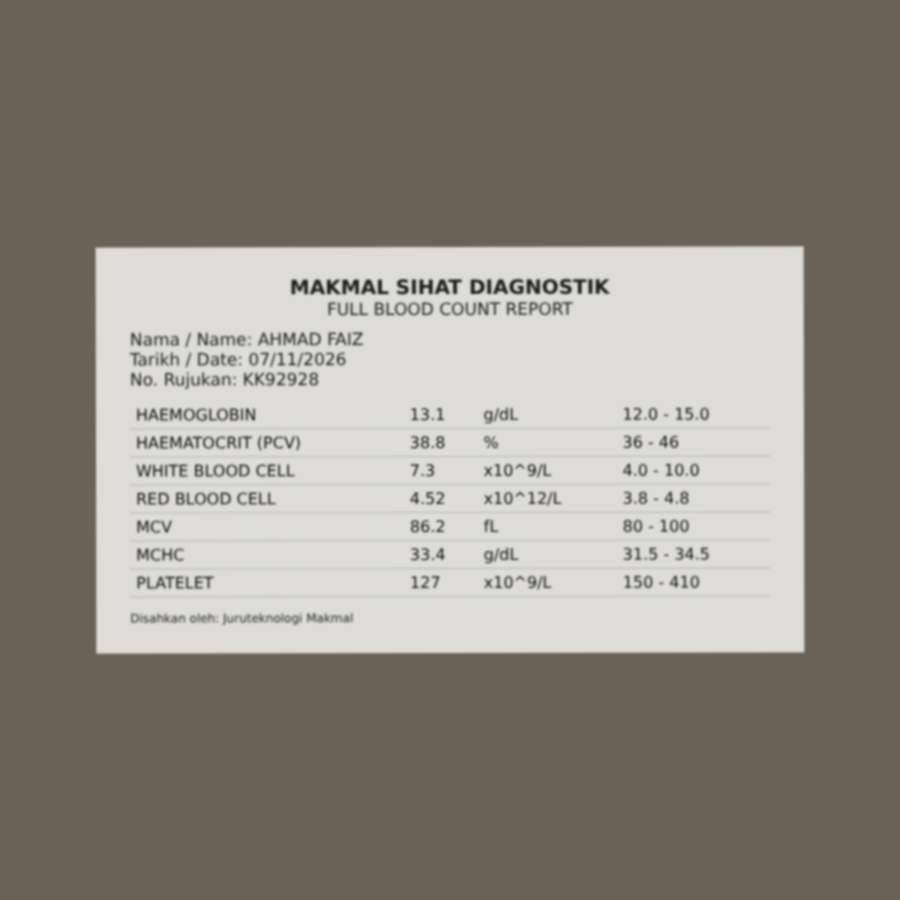 MAKMAL SIHAT DIAGNOSTIK
FULL BLOOD COUNT REPORT
Nama / Name: AHMAD FAIZ
Tarikh / Date: 07/11/2026
No. Rujukan: KK92928
HAEMOGLOBIN 13.1 g/dL 12.0 - 15.0
HAEMATOCRIT (PCV) 38.8 % 36 - 46
WHITE BLOOD CELL 7.3 x10^9/L 4.0 - 10.0
RED BLOOD CELL 4.52 x10^12/L 3.8 - 4.8
MCV 86.2 fL 80 - 100
MCHC 33.4 g/dL 31.5 - 34.5
PLATELET 127 x10^9/L 150 - 410
Disahkan oleh: Juruteknologi Makmal